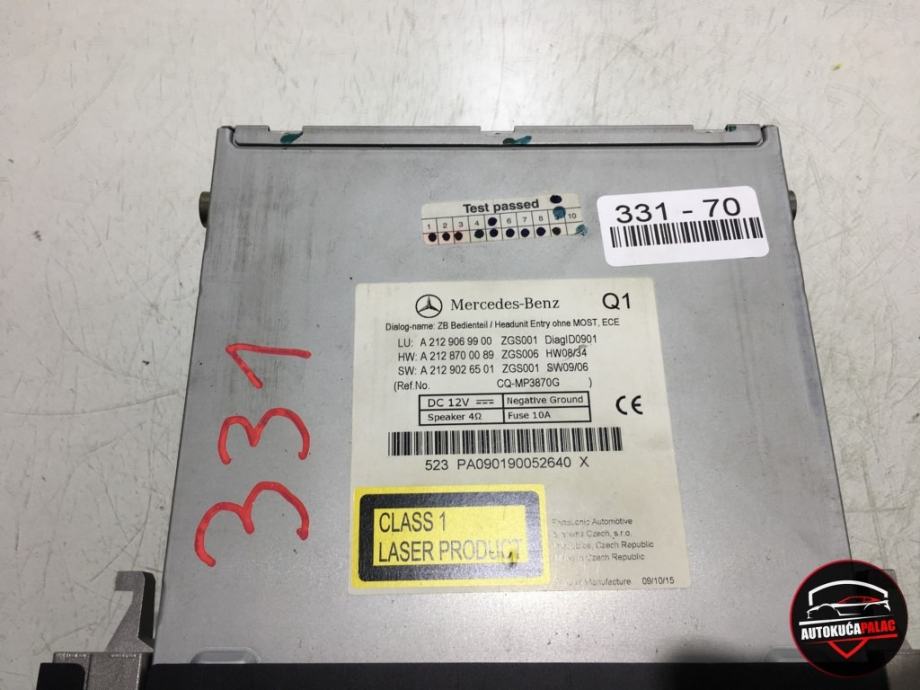 Test passed
1 2 3 4 6 7 8 10
331 - 70
Mercedes-Benz Q1
Dialog-name: ZB Bedienteil / Headunit Entry ohne MOST, ECE
LU: A 212 906 99 00 ZGS001 DiagID0901
HW: A 212 870 00 89 ZGS006 HW08/34
SW: A 212 902 65 01 ZGS001 SW09/06
(Ref.No. CQ-MP3870G )
DC 12V Negative Ground
Speaker 4Ω Fuse 10A
CE
523 PA090190052640 X
331
CLASS 1
LASER PRODUCT
Automotive
Czech, s.r.o.
Czech Republic
Czech Republic
Manufacture 09/10/15
AUTOKUĆA PALAC